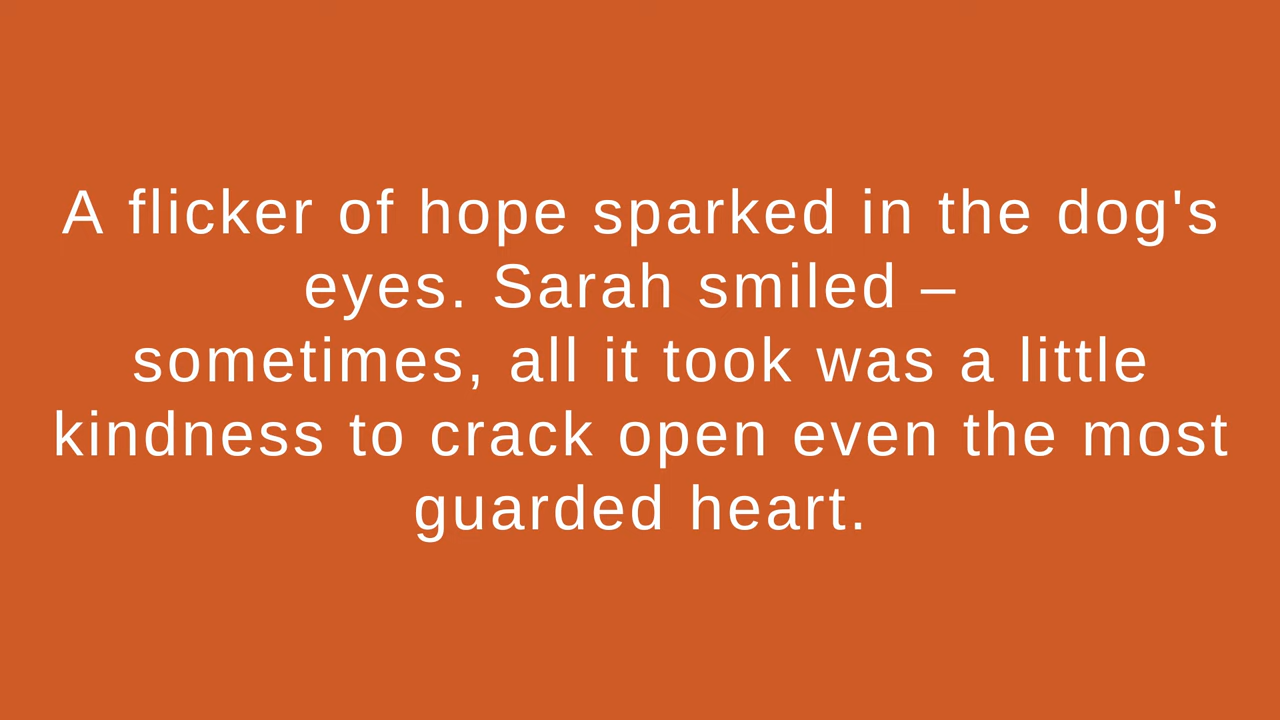 A flicker of hope sparked in the dog's
eyes. Sarah smiled –
sometimes, all it took was a little
kindness to crack open even the most
guarded heart.